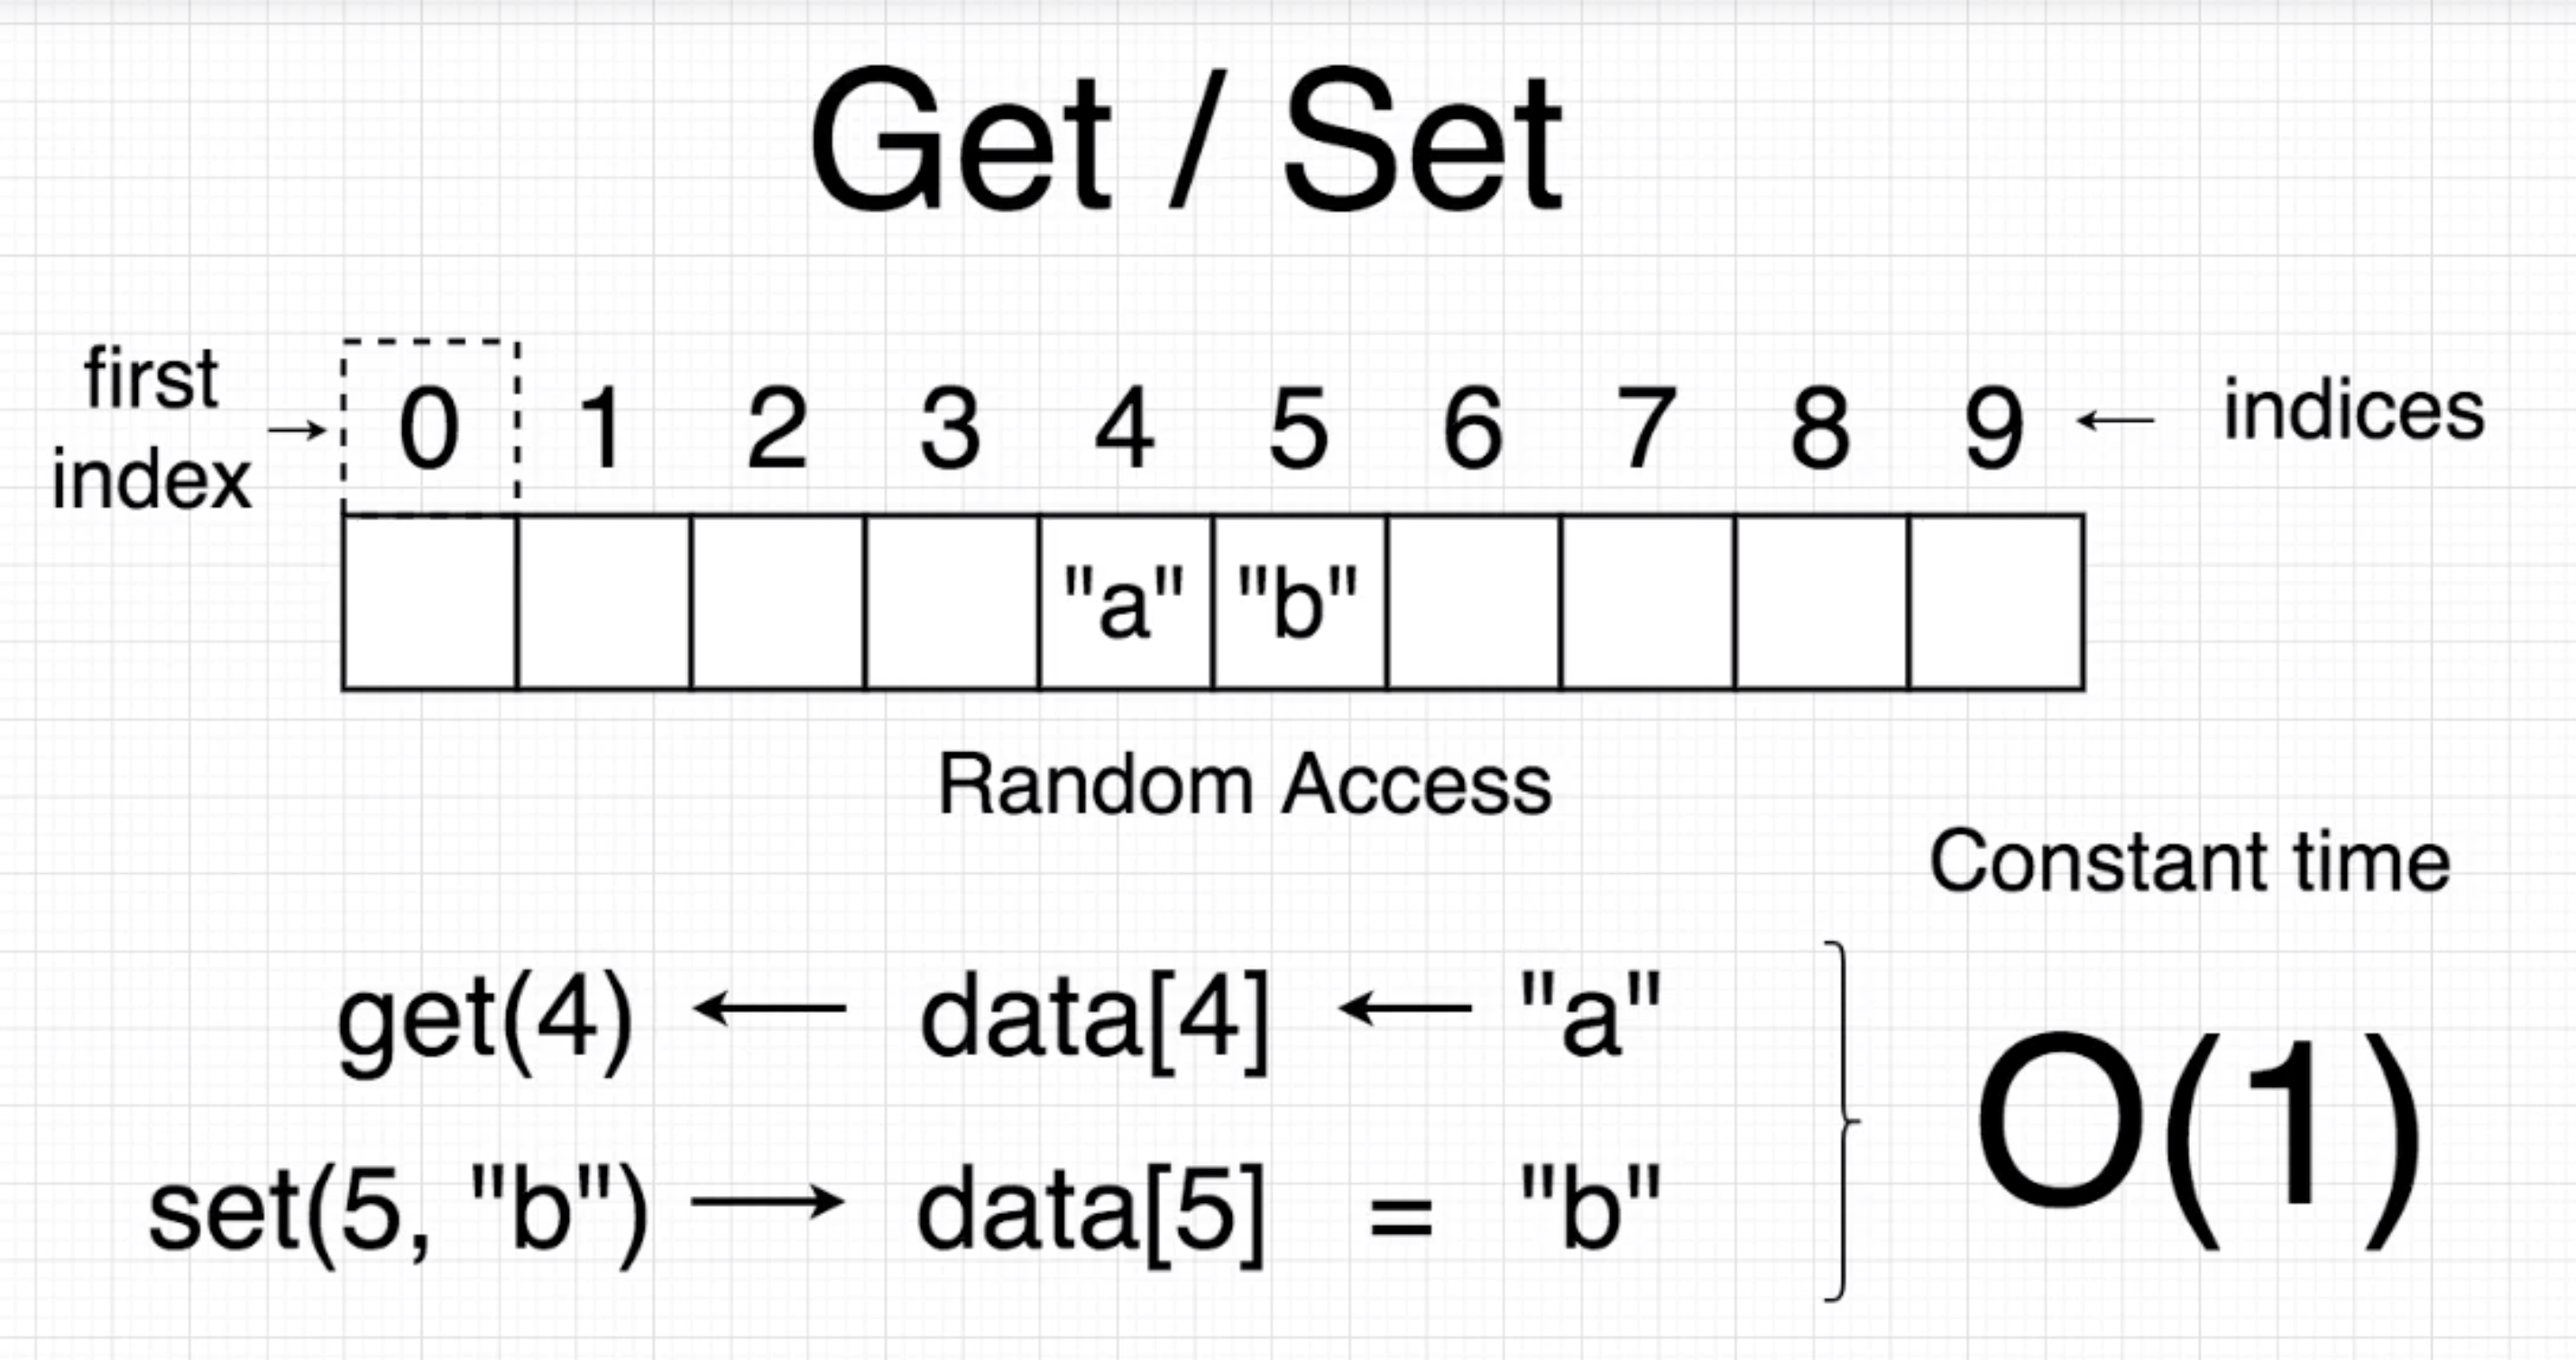 Get / Set
first
index
0 1 2 3 4 5 6 7 8 9
indices
"a" "b"
Random Access
Constant time
get(4) ← data[4] ← "a"
set(5, "b") → data[5] = "b"
O(1)